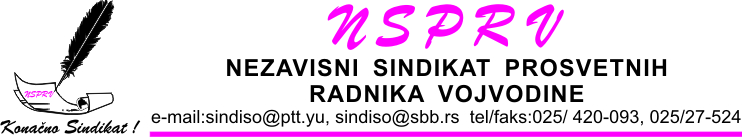 NSPRV
NSPRV
Konačno Sindikat !
NEZAVISNI SINDIKAT PROSVETNIH
RADNIKA VOJVODINE
e-mail:sindiso@ptt.yu, sindiso@sbb.rs tel/faks:025/ 420-093, 025/27-524